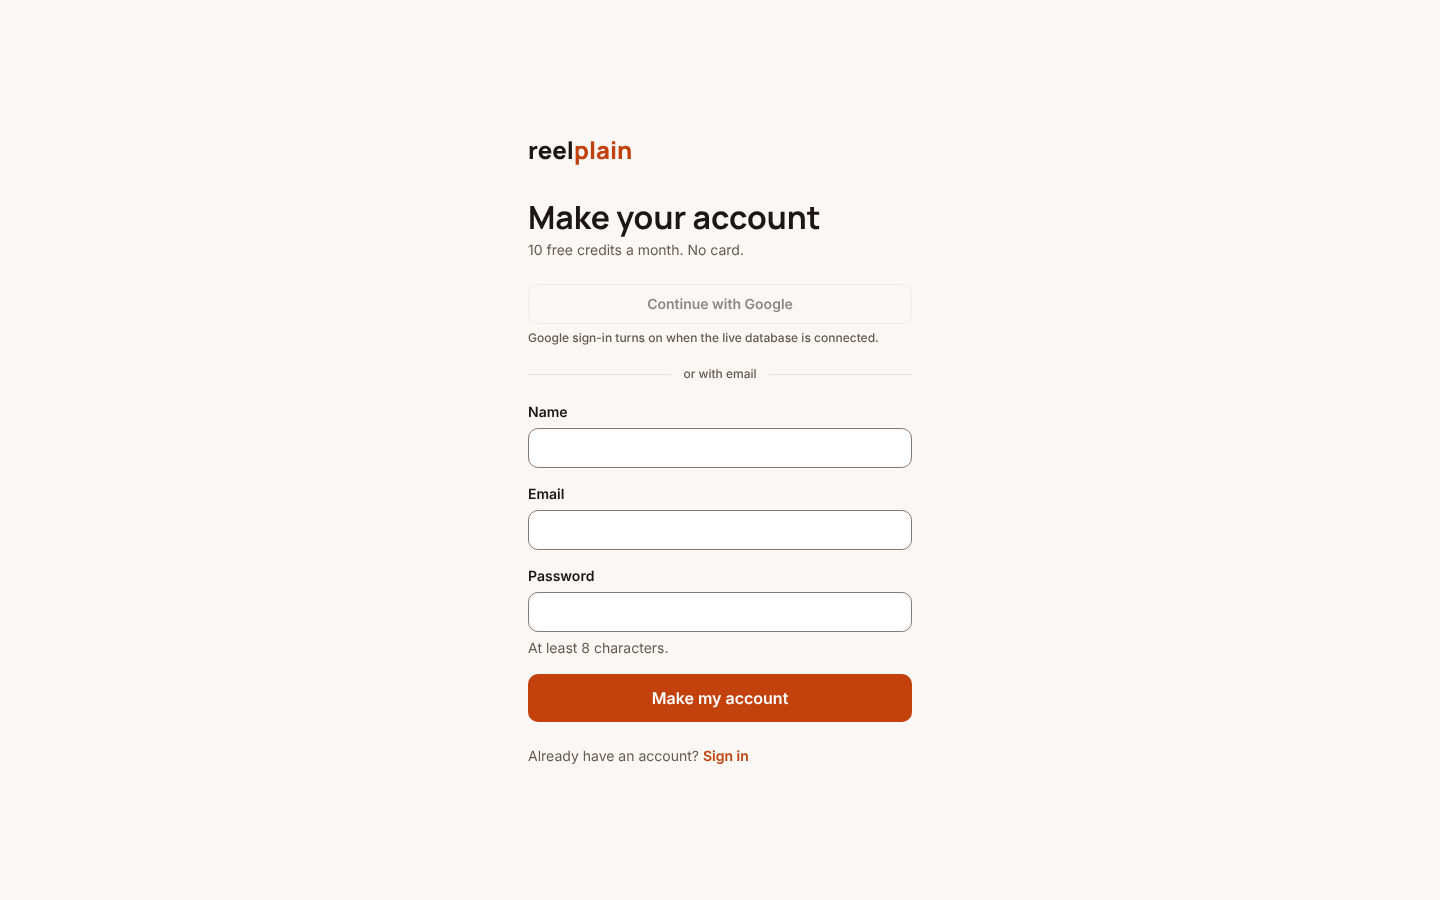 reelplain
Make your account
10 free credits a month. No card.
Continue with Google
Google sign-in turns on when the live database is connected.
or with email
Name
Email
Password
At least 8 characters.
Make my account
Already have an account? Sign in